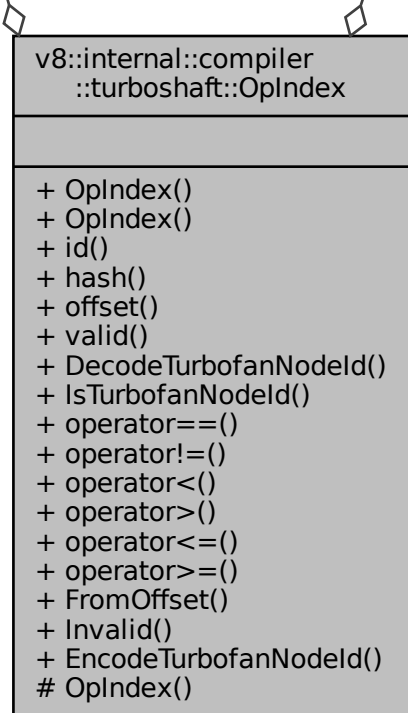 v8::internal::compiler
::turboshaft::OpIndex
+ OpIndex()
+ OpIndex()
+ id()
+ hash()
+ offset()
+ valid()
+ DecodeTurbofanNodeId()
+ IsTurbofanNodeId()
+ operator==()
+ operator!=()
+ operator<()
+ operator>()
+ operator<=()
+ operator>=()
+ FromOffset()
+ Invalid()
+ EncodeTurbofanNodeId()
# OpIndex()